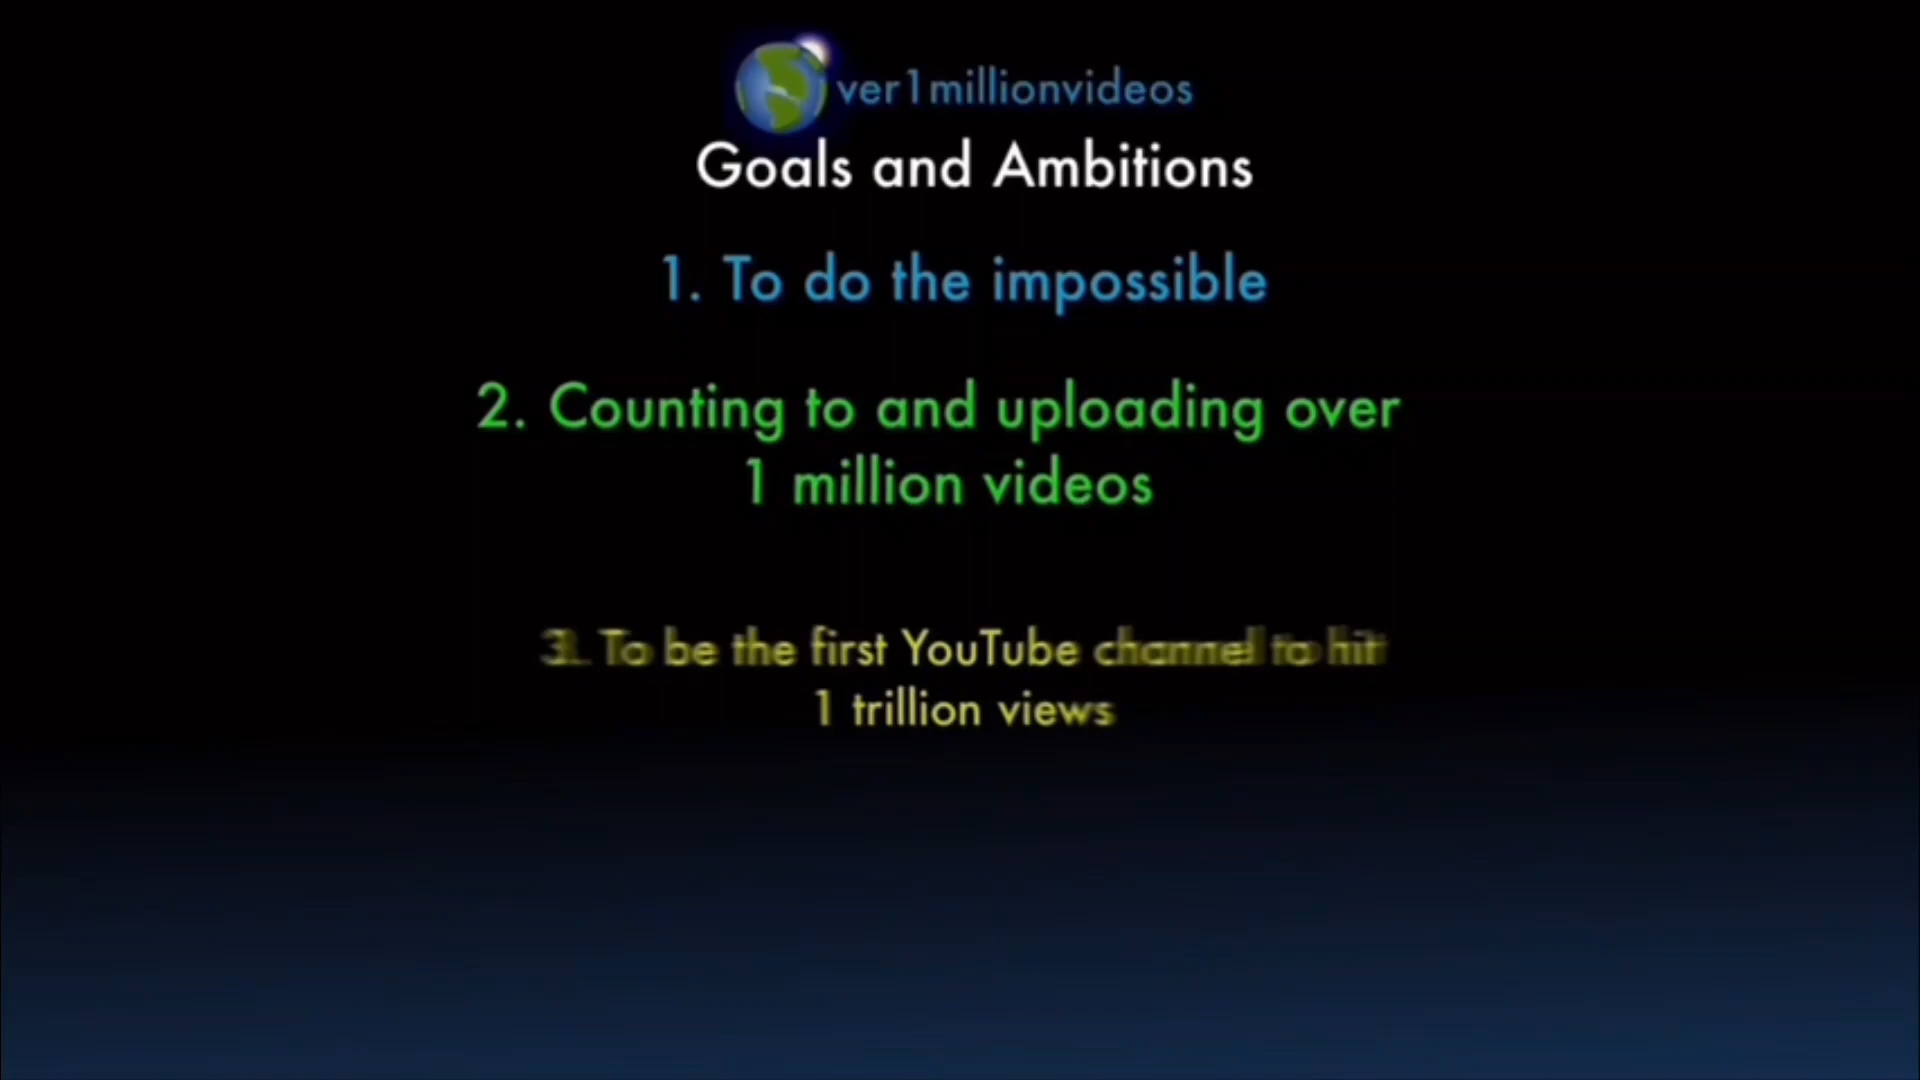 ver1millionvideos
Goals and Ambitions
1. To do the impossible
2. Counting to and uploading over
1 million videos
3. To be the first YouTube channel to hit
1 trillion views